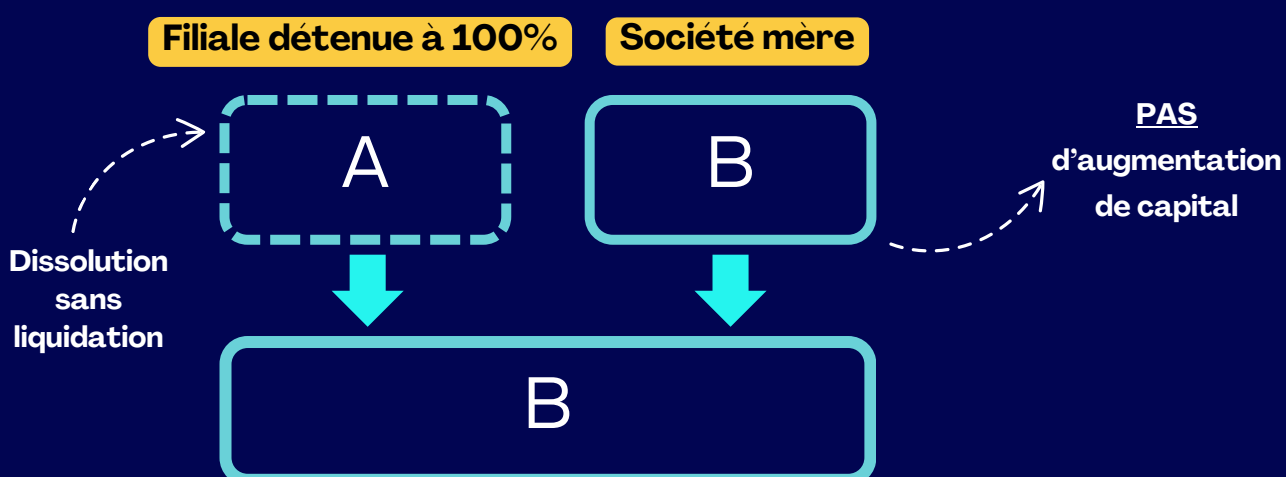 Filiale détenue à 100%
Société mère
A
B
PAS
d’augmentation
de capital
Dissolution
sans
liquidation
B